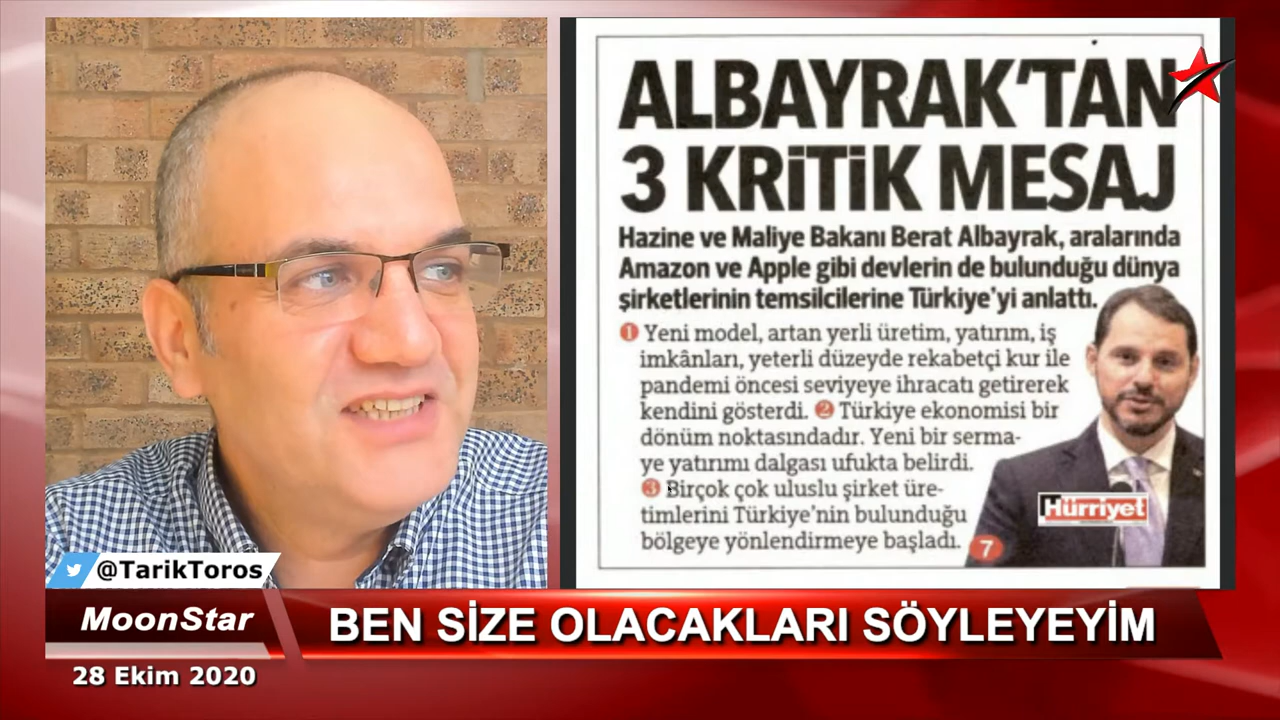 ALBAYRAK'TAN
3 KRİTİK MESAJ
Hazine ve Maliye Bakanı Berat Albayrak, aralarında
Amazon ve Apple gibi devlerin de bulunduğu dünya
şirketlerinin temsilcilerine Türkiye'yi anlattı.
1 Yeni model, artan yerli üretim, yatırım, iş
imkânları, yeterli düzeyde rekabetçi kur ile
pandemi öncesi seviyeye ihracatı getirerek
kendini gösterdi. 2 Türkiye ekonomisi bir
dönüm noktasındadır. Yeni bir serma-
ye yatırımı dalgası ufukta belirdi.
3 Birçok çok uluslu şirket üre-
timlerini Türkiye'nin bulunduğu
bölgeye yönlendirmeye başladı. 7
Hürriyet
@TarikToros
MoonStar
BEN SİZE OLACAKLARI SÖYLEYEYİM
28 Ekim 2020